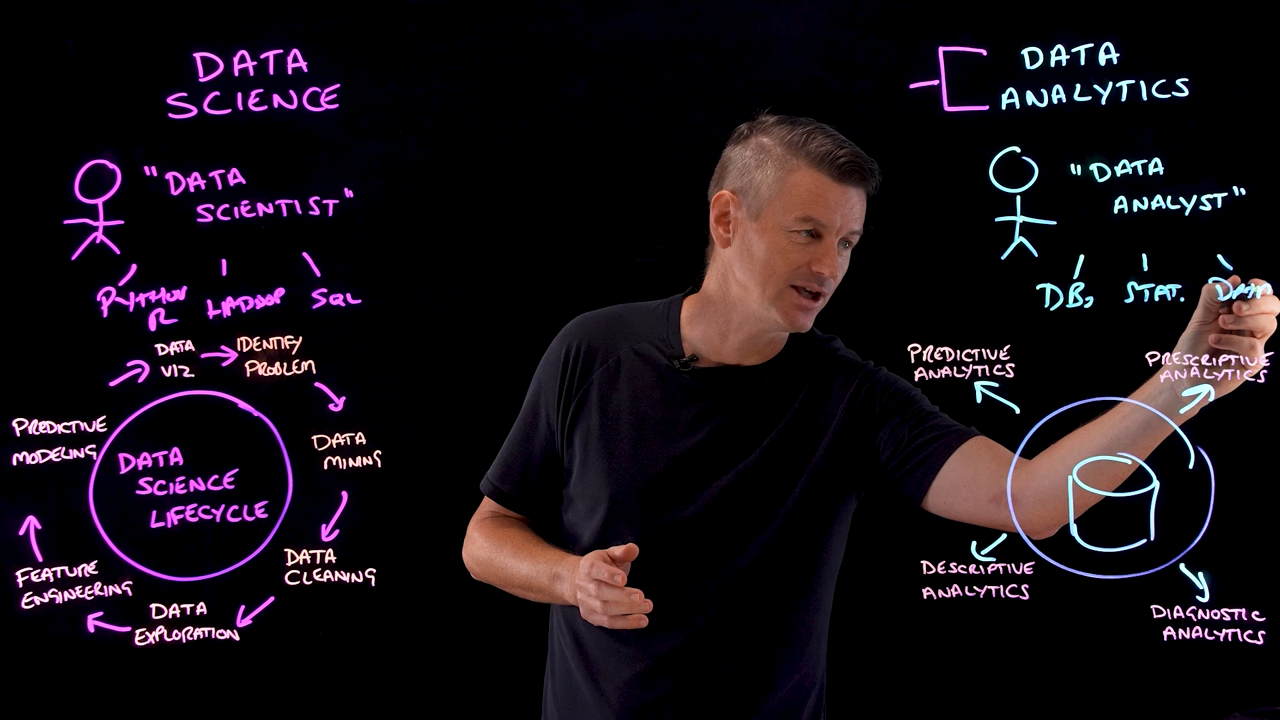 DATA
SCIENCE
"DATA
SCIENTIST"
PYTHON
R
HADOOP
SQL
DATA
VIZ
IDENTIFY
PROBLEM
DATA
MINING
DATA
CLEANING
DATA
EXPLORATION
FEATURE
ENGINEERING
PREDICTIVE
MODELING
DATA
SCIENCE
LIFECYCLE
DATA
ANALYTICS
"DATA
ANALYST"
DB,
STAT.
DATA
PREDICTIVE
ANALYTICS
PRESCRIPTIVE
ANALYTICS
DESCRIPTIVE
ANALYTICS
DIAGNOSTIC
ANALYTICS